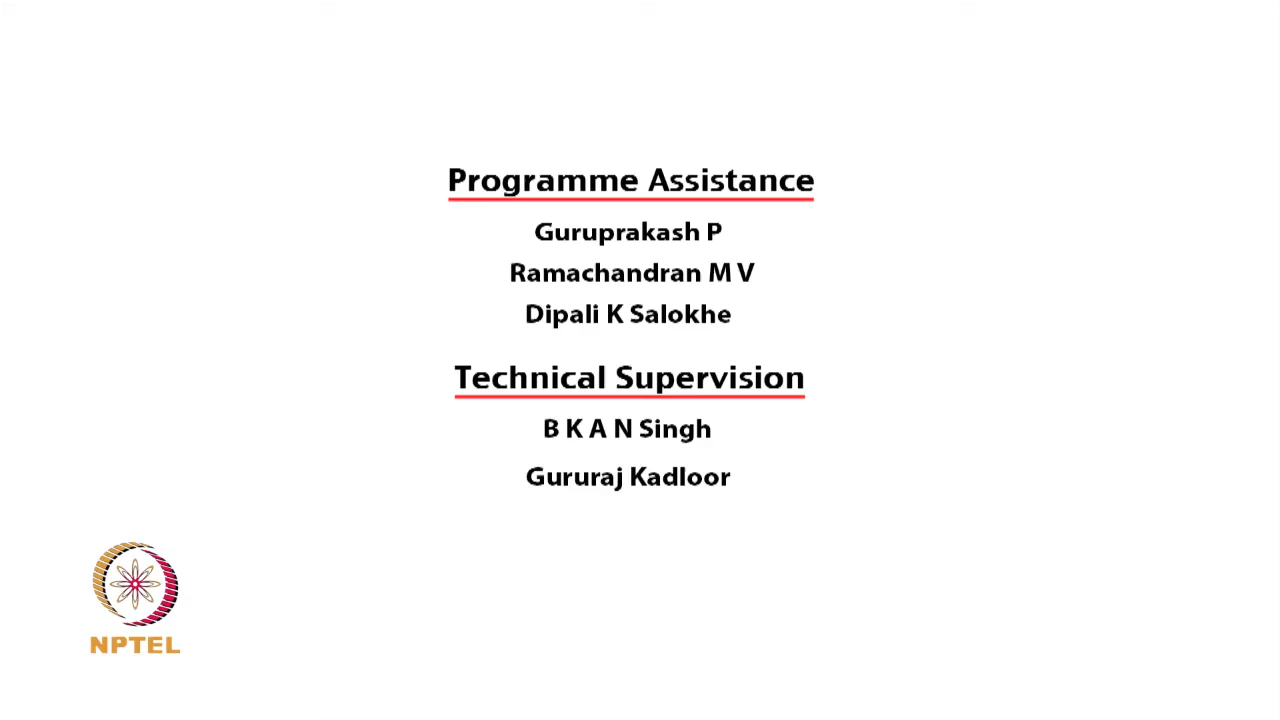 Programme Assistance
Guruprakash P
Ramachandran M V
Dipali K Salokhe
Technical Supervision
B K A N Singh
Gururaj Kadloor
NPTEL